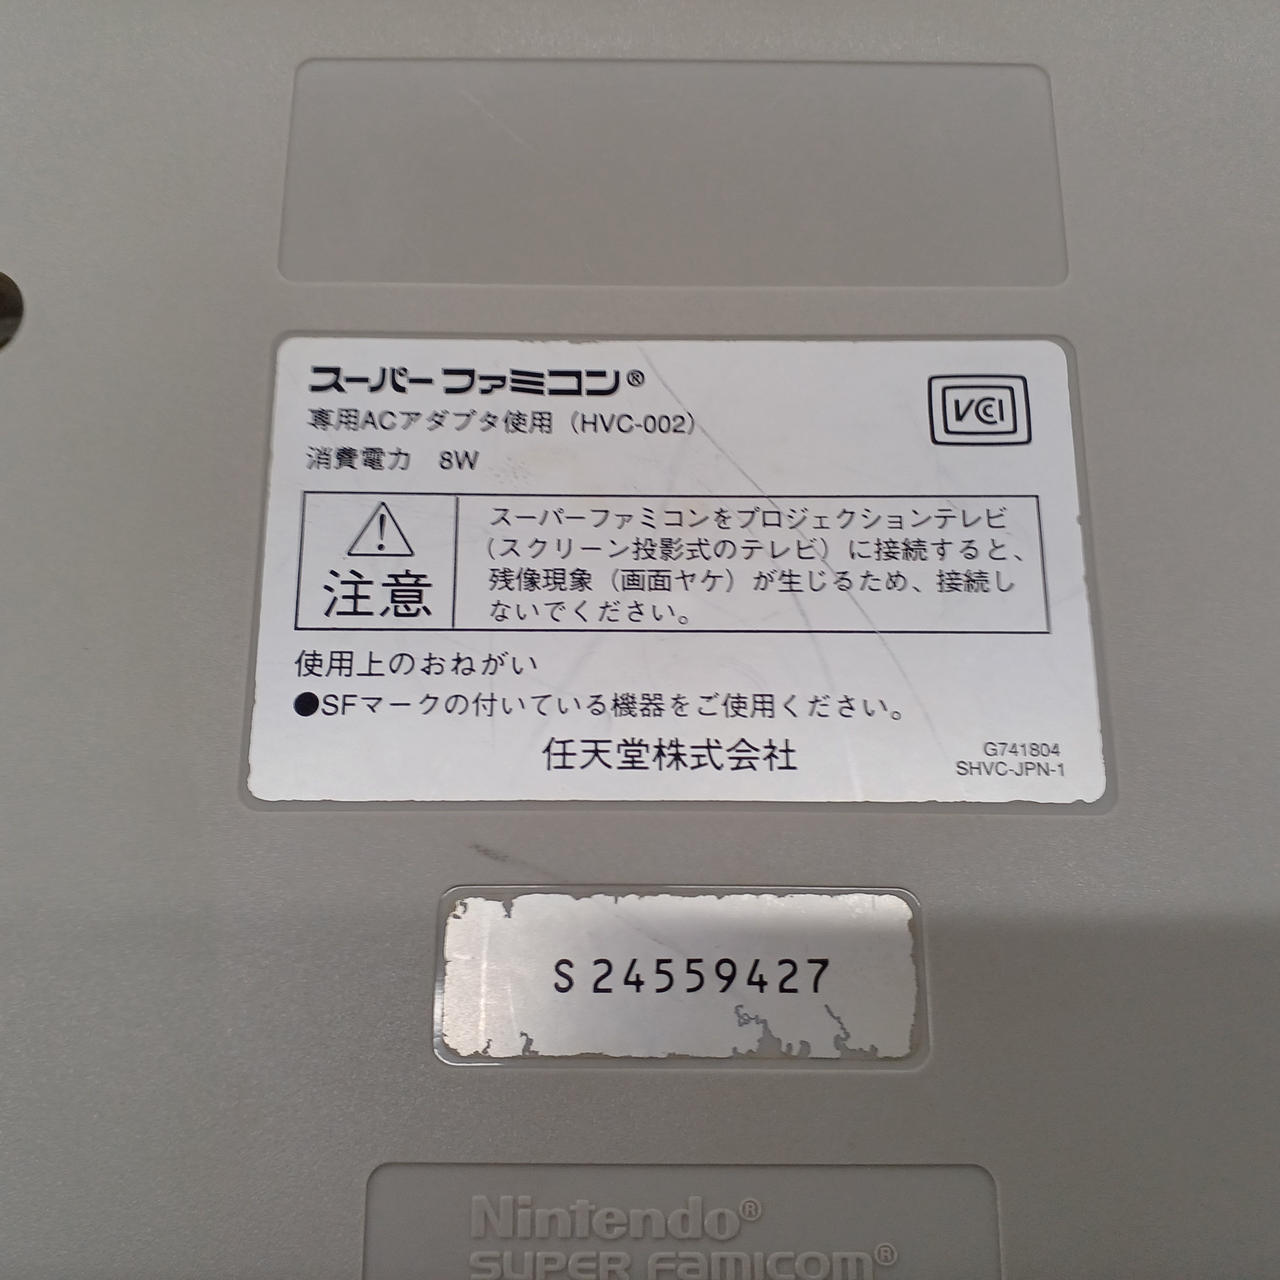 スーパーファミコン®
専用ACアダプタ使用（HVC-002）
消費電力 8W
VCCI
注意
スーパーファミコンをプロジェクションテレビ
（スクリーン投影式のテレビ）に接続すると、
残像現象（画面ヤケ）が生じるため、接続し
ないでください。
使用上のおねがい
●SFマークの付いている機器をご使用ください。
任天堂株式会社
G741804
SHVC-JPN-1
S24559427
Nintendo®
SUPER FAMICOM®